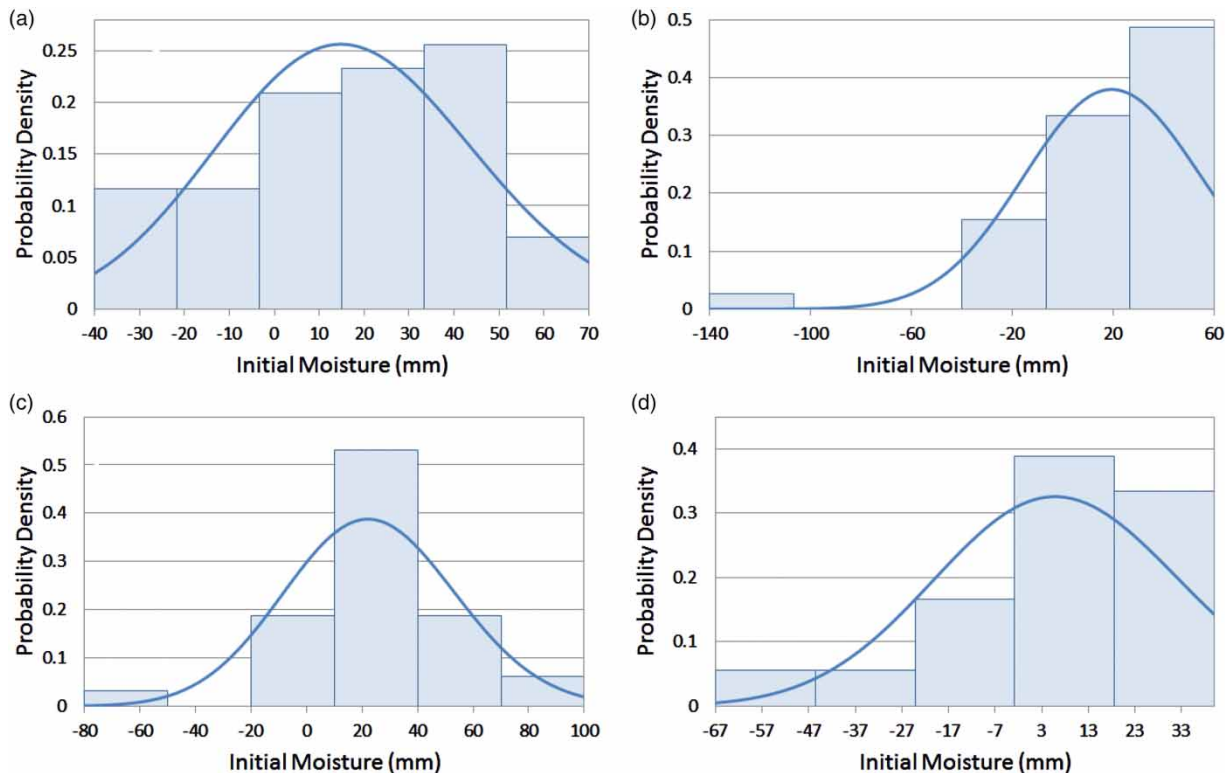 (a)
Probability Density
0.25
0.2
0.15
0.1
0.05
0
-40 -30 -20 -10 0 10 20 30 40 50 60 70
Initial Moisture (mm)
(b)
Probability Density
0.5
0.4
0.3
0.2
0.1
0
-140 -100 -60 -20 20 60
Initial Moisture (mm)
(c)
Probability Density
0.6
0.5
0.4
0.3
0.2
0.1
0
-80 -60 -40 -20 0 20 40 60 80 100
Initial Moisture (mm)
(d)
Probability Density
0.4
0.3
0.2
0.1
0
-67 -57 -47 -37 -27 -17 -7 3 13 23 33
Initial Moisture (mm)